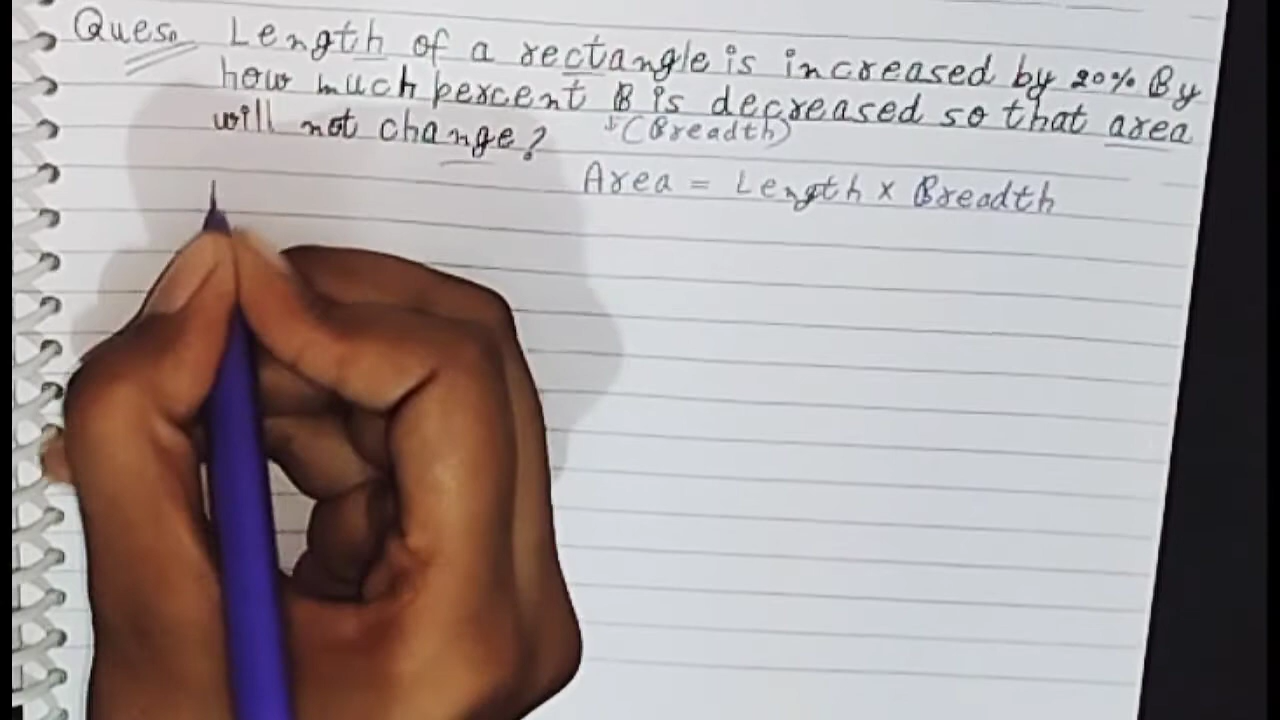 Ques. Length of a rectangle is increased by 20% By
how much percent B is decreased so that area
will not change? ↓(Breadth)
Area = Length × Breadth